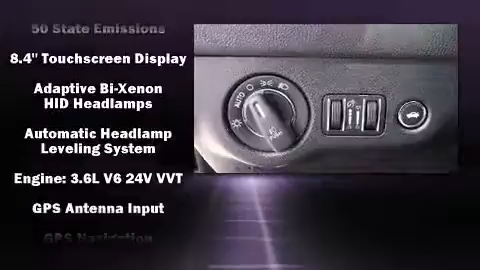 50 State Emissions
8.4" Touchscreen Display
Adaptive Bi-Xenon
HID Headlamps
Automatic Headlamp
Leveling System
Engine: 3.6L V6 24V VVT
GPS Antenna Input
GPS Navigation
AUTO